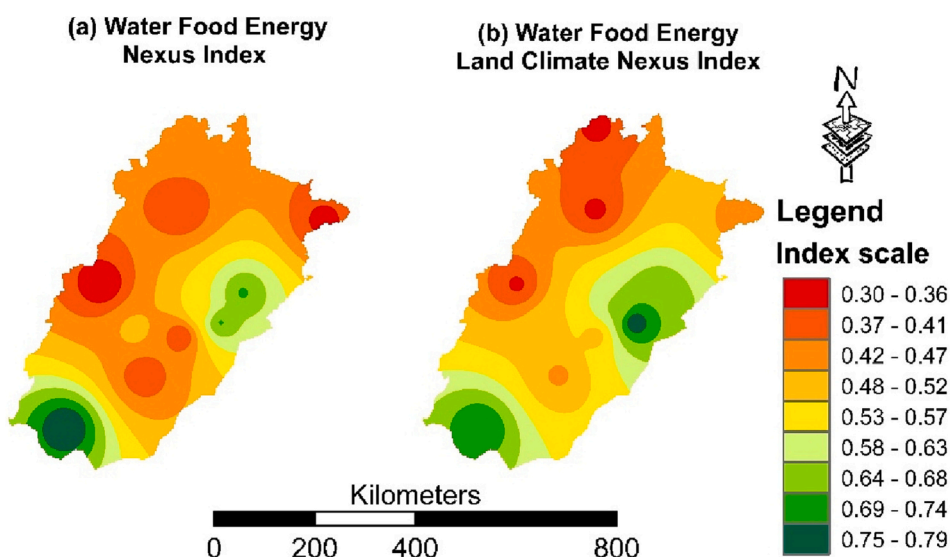 (a) Water Food Energy
Nexus Index
(b) Water Food Energy
Land Climate Nexus Index
N
Legend
Index scale
0.30 - 0.36
0.37 - 0.41
0.42 - 0.47
0.48 - 0.52
0.53 - 0.57
0.58 - 0.63
0.64 - 0.68
0.69 - 0.74
0.75 - 0.79
Kilometers
0 200 400 800